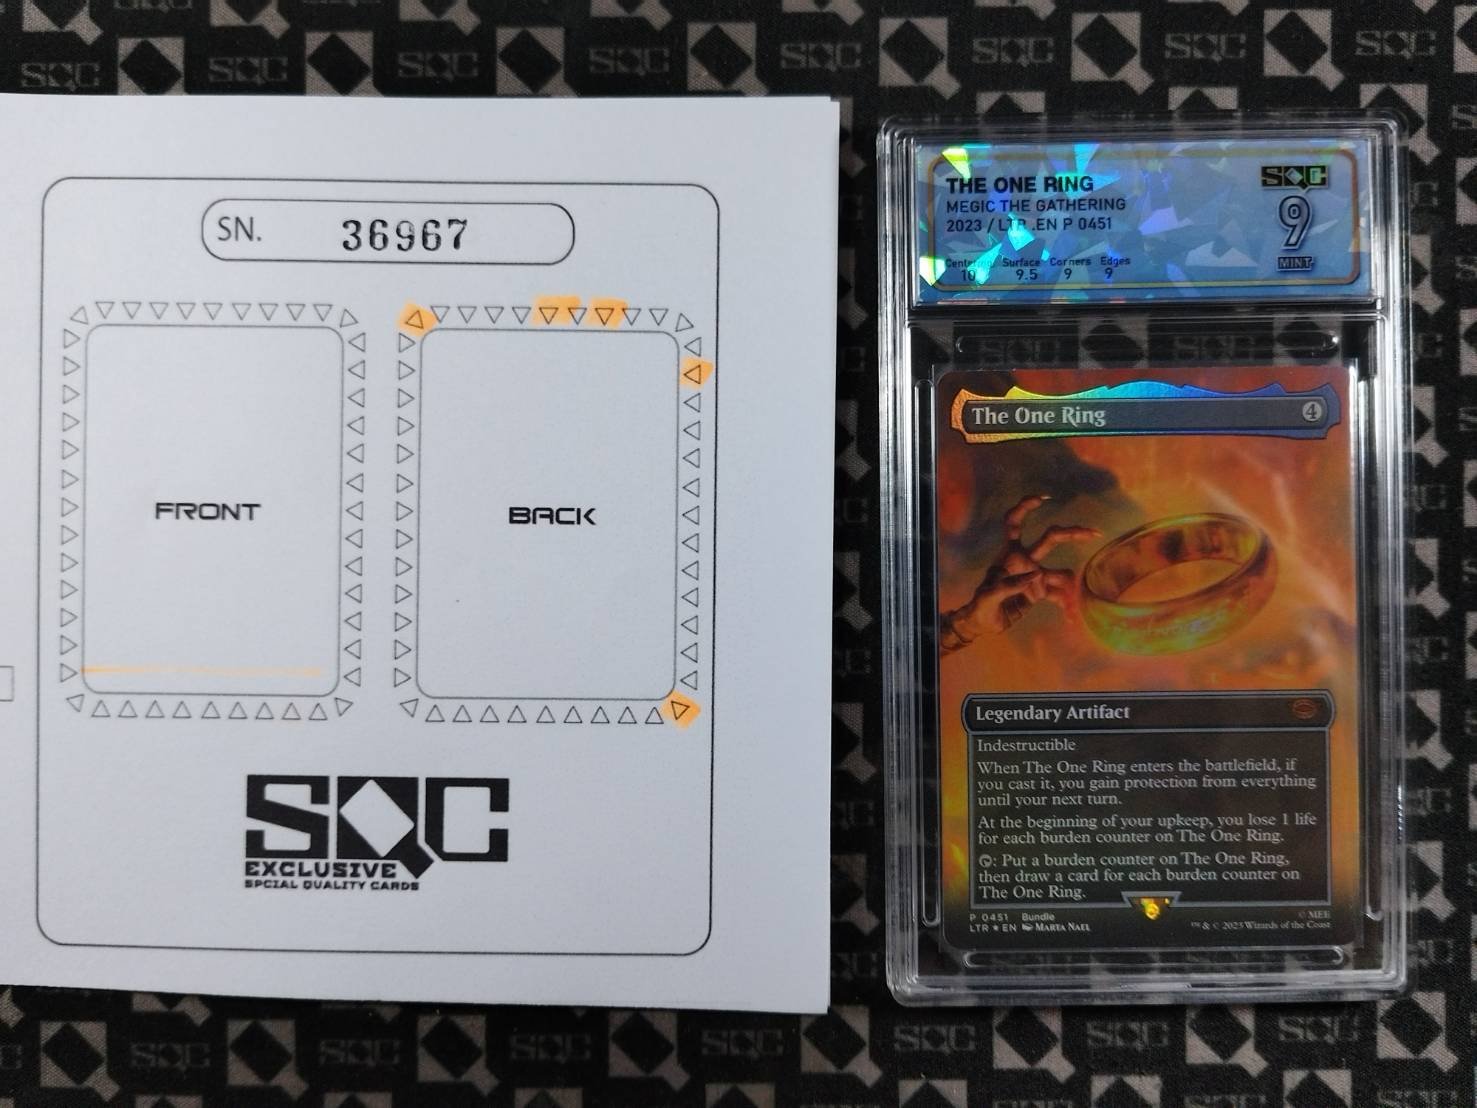 SN. 36967
FRONT
BACK
SQC
EXCLUSIVE
SPCIAL QUALITY CARDS
THE ONE RING
MEGIC THE GATHERING
2023 / LTR .EN P 0451
SQC
9
MINT
Centering Surface Corners Edges
10 9.5 9 9
The One Ring 4
Legendary Artifact
Indestructible
When The One Ring enters the battlefield, if
you cast it, you gain protection from everything
until your next turn.
At the beginning of your upkeep, you lose 1 life
for each burden counter on The One Ring.
: Put a burden counter on The One Ring,
then draw a card for each burden counter on
The One Ring.
P 0451 Bundle
LTR ★ EN Marta Nael
© MEE
™ & © 2023 Wizards of the Coast